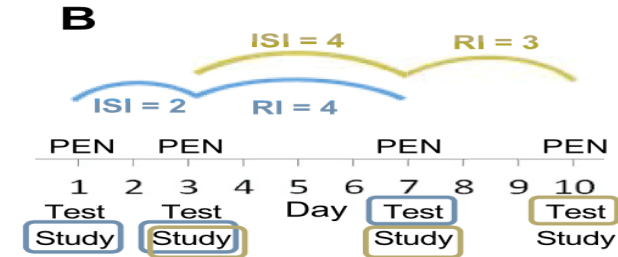 B
ISI = 4 RI = 3
ISI = 2 RI = 4
PEN PEN PEN PEN
1 2 3 4 5 6 7 8 9 10
Test Test Day Test Test
Study Study Study Study